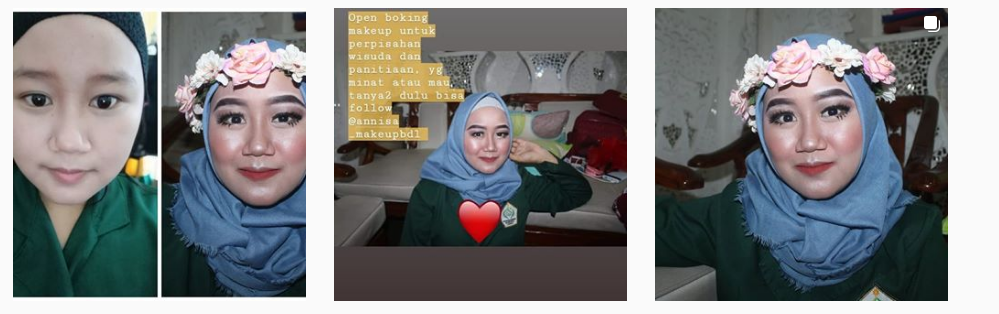 Open boking
makeup untuk
perpisahan
wisuda dan
panitiaan, yg
minat atau mau
tanya2 dulu bisa
follow
@annisa
_makeupbdl